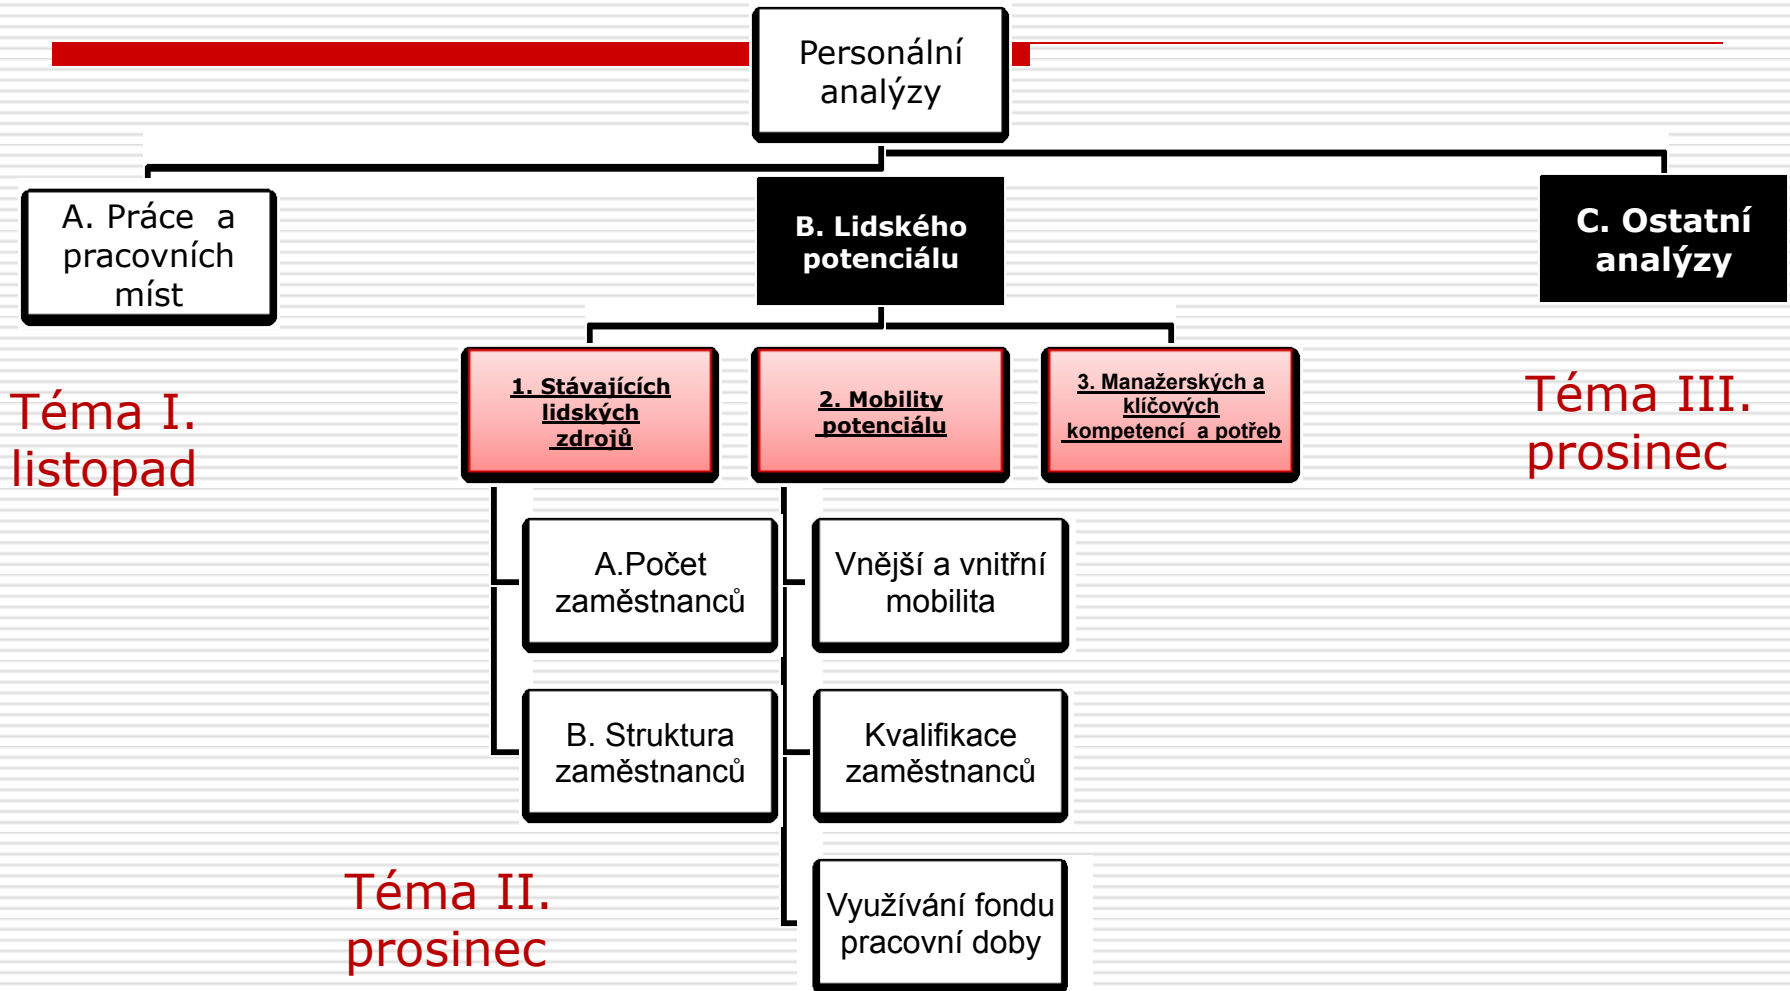 Personální
analýzy
A. Práce a
pracovních
míst
B. Lidského
potenciálu
C. Ostatní
analýzy
Téma I.
listopad
1. Stávajících
lidských
zdrojů
2. Mobility
potenciálu
3. Manažerských a
klíčových
kompetencí a potřeb
Téma III.
prosinec
A.Počet
zaměstnanců
Vnější a vnitřní
mobilita
B. Struktura
zaměstnanců
Kvalifikace
zaměstnanců
Téma II.
prosinec
Využívání fondu
pracovní doby